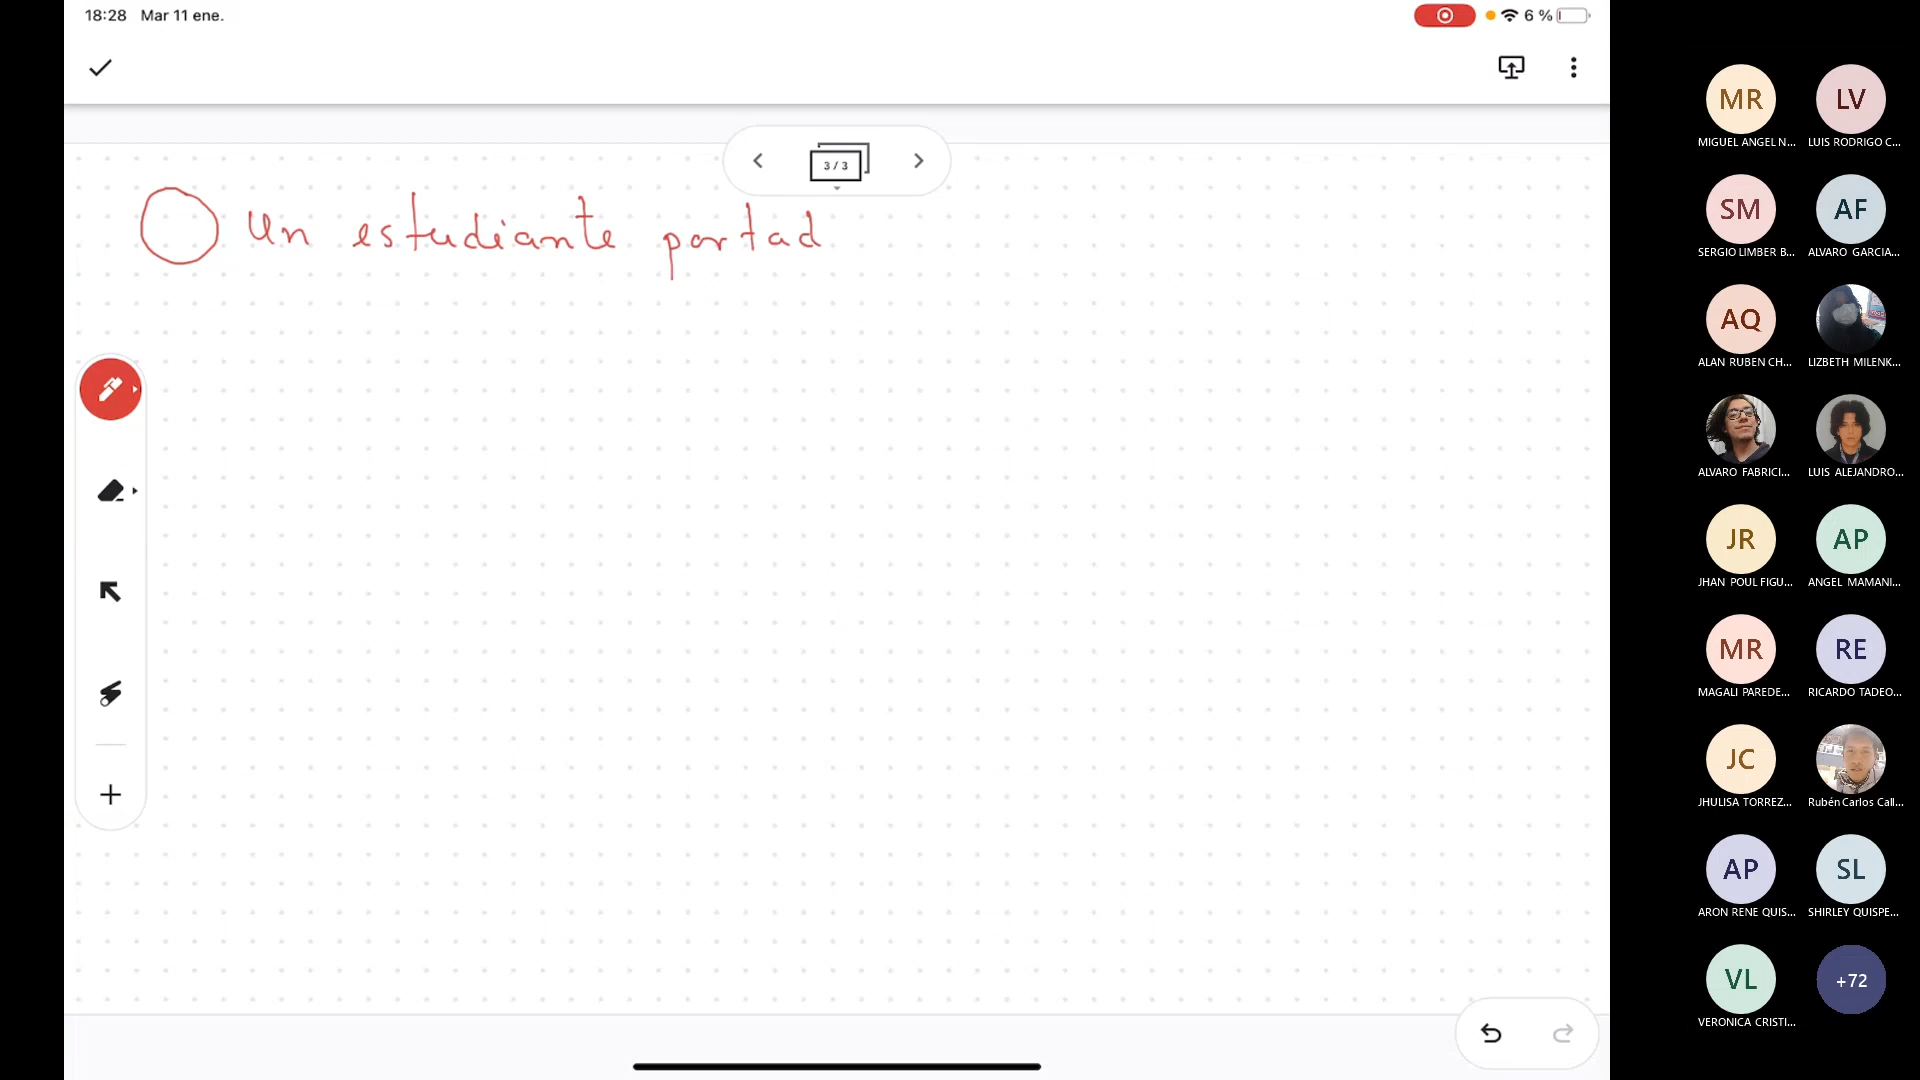 18:28 Mar 11 ene. 6 %
3 / 3
Un estudiante portad
MR LV
MIGUEL ANGEL N... LUIS RODRIGO C...
SM AF
SERGIO LIMBER B... ALVARO GARCIA...
AQ
ALAN RUBEN CH... LIZBETH MILENK...
ALVARO FABRICI... LUIS ALEJANDRO...
JR AP
JHAN POUL FIGU... ANGEL MAMANI...
MR RE
MAGALI PAREDE... RICARDO TADEO...
JC
JHULISA TORREZ... Rubén Carlos Call...
AP SL
ARON RENE QUIS... SHIRLEY QUISPE...
VL +72
VERONICA CRISTI...